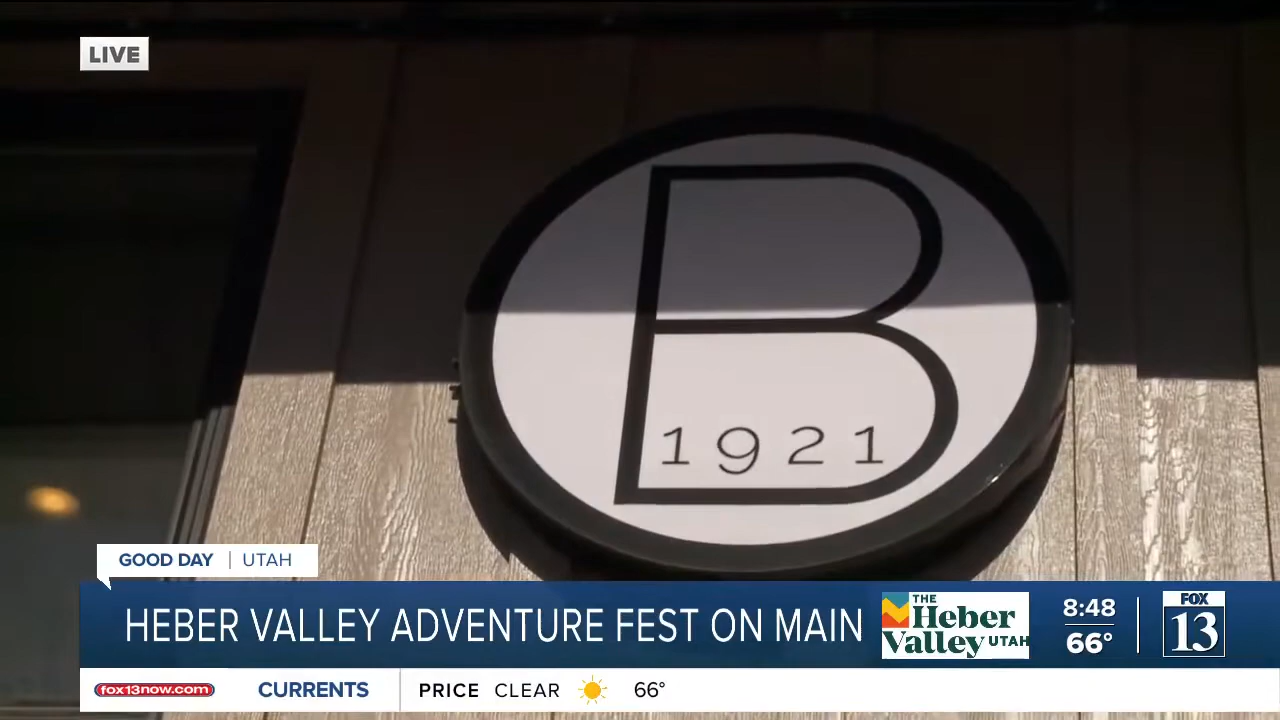 LIVE
B
1921
GOOD DAY | UTAH
HEBER VALLEY ADVENTURE FEST ON MAIN
THE
Heber
Valley UTAH
8:48
66°
FOX
13
fox13now.com
CURRENTS
PRICE CLEAR 66°